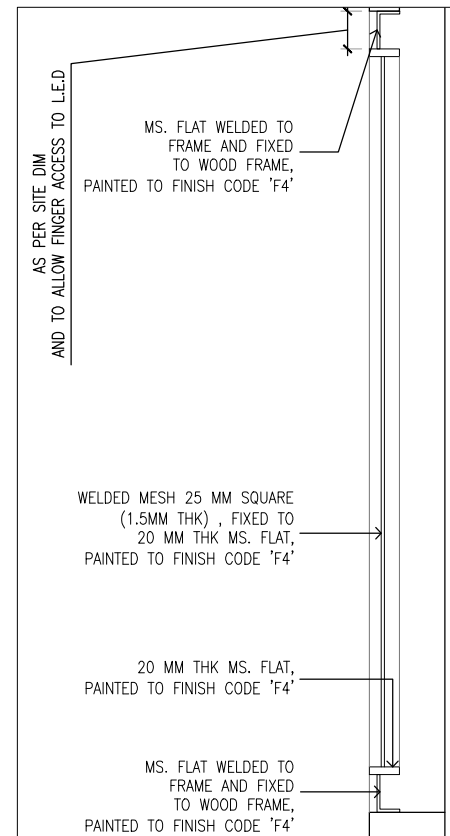 AS PER SITE DIM
AND TO ALLOW FINGER ACCESS TO L.E.D
MS. FLAT WELDED TO
FRAME AND FIXED
TO WOOD FRAME,
PAINTED TO FINISH CODE 'F4'
WELDED MESH 25 MM SQUARE
(1.5MM THK) , FIXED TO
20 MM THK MS. FLAT,
PAINTED TO FINISH CODE 'F4'
20 MM THK MS. FLAT,
PAINTED TO FINISH CODE 'F4'
MS. FLAT WELDED TO
FRAME AND FIXED
TO WOOD FRAME,
PAINTED TO FINISH CODE 'F4'